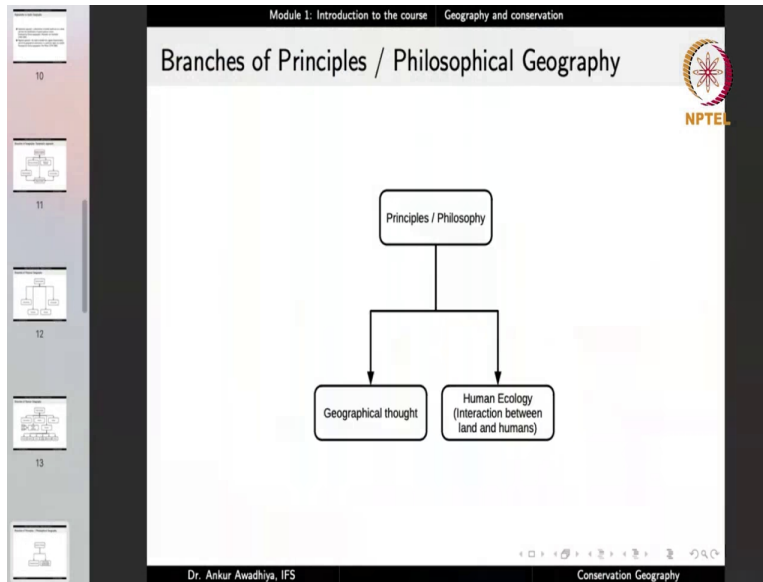 Module 1: Introduction to the course Geography and conservation
Branches of Principles / Philosophical Geography
NPTEL
Principles / Philosophy
Geographical thought
Human Ecology
(Interaction between
land and humans)
10
11
12
13
Dr. Ankur Awadhiya, IFS Conservation Geography